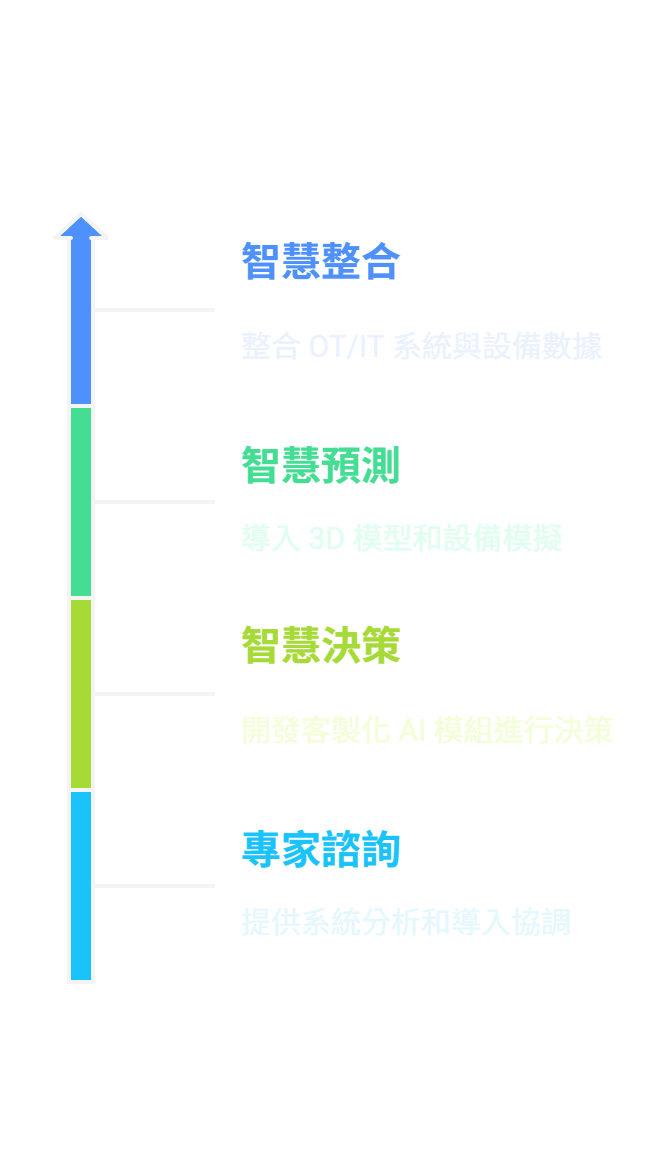 智慧整合
整合 OT/IT 系統與設備數據
智慧預測
導入 3D 模型和設備模擬
智慧決策
開發客製化 AI 模組進行決策
專家諮詢
提供系統分析和導入協調